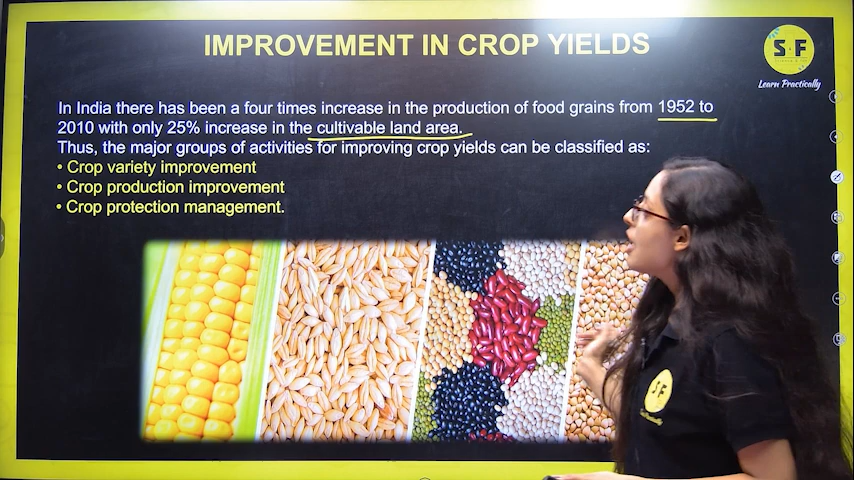 IMPROVEMENT IN CROP YIELDS
S F
Learn Practically
In India there has been a four times increase in the production of food grains from 1952 to
2010 with only 25% increase in the cultivable land area.
Thus, the major groups of activities for improving crop yields can be classified as:
• Crop variety improvement
• Crop production improvement
• Crop protection management.
S F